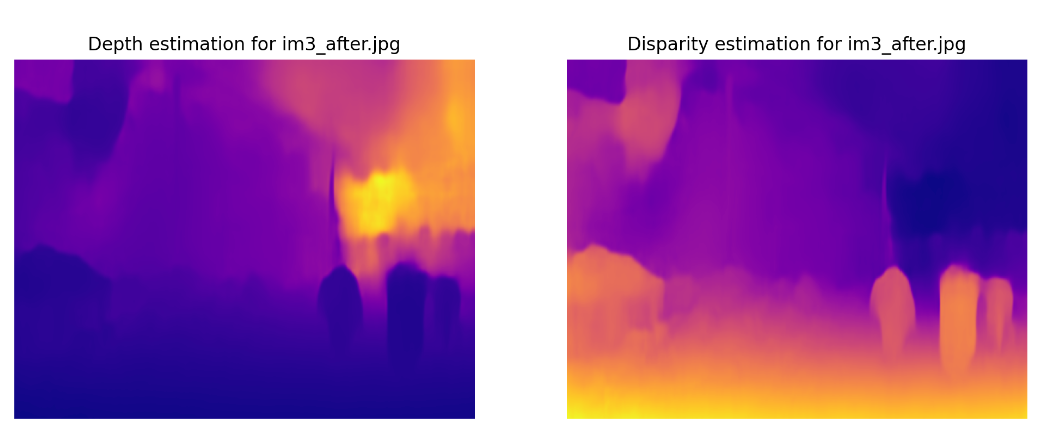 Depth estimation for im3_after.jpg
Disparity estimation for im3_after.jpg